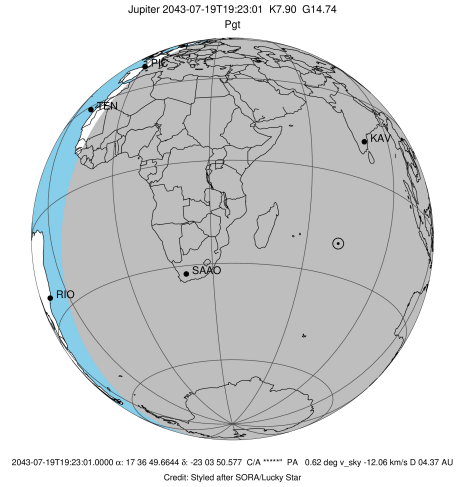 Jupiter 2043-07-19T19:23:01 K7.90 G14.74
Pgt
PIC
TEN
KAV
SAAO
RIO
2043-07-19T19:23:01.0000 α: 17 36 49.6644 δ: -23 03 50.577 C/A *****" PA 0.62 deg v_sky -12.06 km/s D 04.37 AU
Credit: Styled after SORA/Lucky Star